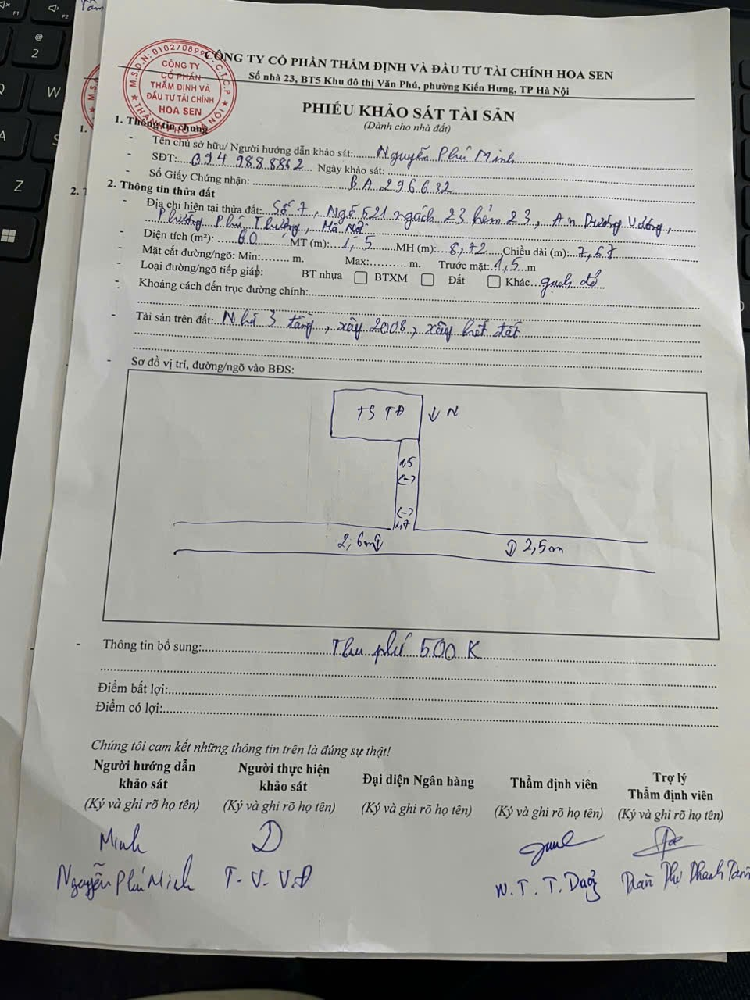 CÔNG TY CỔ PHẦN THẨM ĐỊNH VÀ ĐẦU TƯ TÀI CHÍNH HOA SEN
Số nhà 23, BT5 Khu đô thị Văn Phú, phường Kiến Hưng, TP Hà Nội
M.S.D.N: 0102708990 C.T.C.P
CÔNG TY
CỔ PHẦN
THẨM ĐỊNH VÀ
ĐẦU TƯ TÀI CHÍNH
HOA SEN
PHIẾU KHẢO SÁT TÀI SẢN
(Dành cho nhà đất)
1. Thông tin chung
- Tên chủ sở hữu/ Người hướng dẫn khảo sát: Nguyễn Phú Minh
- SĐT: 094 988 8862 Ngày khảo sát:
- Số Giấy Chứng nhận: BA 296632
2. Thông tin thửa đất
- Địa chỉ hiện tại thửa đất: Số 7, Ngõ 521 ngách 23 hẻm 23, An Dương Vương,
Phường Phú Thượng, Hà Nội
- Diện tích (m²): 60 MT (m): 1,5 MH (m): 8,72 Chiều dài (m): 7,67
- Mặt cắt đường/ngõ: Min: m. Max: m. Trước mặt: 1,5 m
- Loại đường/ngõ tiếp giáp: BT nhựa ☐ BTXM ☐ Đất ☐ Khác gạch đỏ
- Khoảng cách đến trục đường chính:
- Tài sản trên đất: Nhà 3 tầng, xây 2008, xây hết đất
- Sơ đồ vị trí, đường/ngõ vào BĐS:
TS TĐ ↓ N
1,5
1,7
2,6m
2,5m
- Thông tin bổ sung: Thu phí 500K
Điểm bất lợi:
Điểm có lợi:
Chúng tôi cam kết những thông tin trên là đúng sự thật!
Người hướng dẫn khảo sát
(Ký và ghi rõ họ tên)
Minh
Nguyễn Phú Minh
Người thực hiện khảo sát
(Ký và ghi rõ họ tên)
T. V. V. Đ
Đại diện Ngân hàng
(Ký và ghi rõ họ tên)
Thẩm định viên
(Ký và ghi rõ họ tên)
N. T. T. Dung
Trợ lý
Thẩm định viên
(Ký và ghi rõ họ tên)